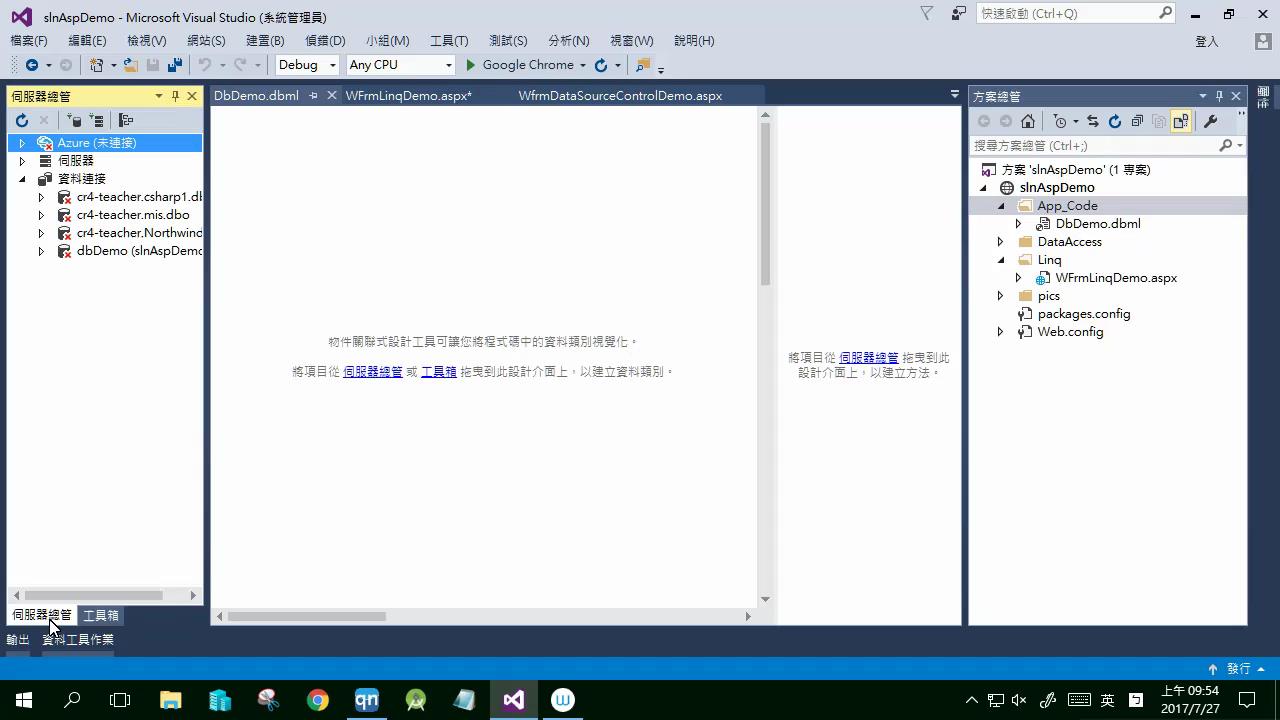 slnAspDemo - Microsoft Visual Studio (系統管理員)
快速啟動 (Ctrl+Q)
檔案(F) 編輯(E) 檢視(V) 網站(S) 建置(B) 偵錯(D) 小組(M) 工具(T) 測試(S) 分析(N) 視窗(W) 說明(H)
登入
Debug Any CPU Google Chrome
伺服器總管
DbDemo.dbml WFrmLinqDemo.aspx* WfrmDataSourceControlDemo.aspx
方案總管
Azure (未連接)
伺服器
資料連接
cr4-teacher.csharp1.db
cr4-teacher.mis.dbo
cr4-teacher.Northwind
dbDemo (slnAspDemo
物件關聯式設計工具可讓您將程式碼中的資料類別視覺化。
將項目從 伺服器總管 或 工具箱 拖曳到此設計介面上，以建立資料類別。
將項目從 伺服器總管 拖曳到此
設計介面上，以建立方法。
搜尋方案總管 (Ctrl+;)
方案 'slnAspDemo' (1 專案)
slnAspDemo
App_Code
DbDemo.dbml
DataAccess
Linq
WFrmLinqDemo.aspx
pics
packages.config
Web.config
伺服器總管 工具箱
輸出 資料工具作業
發行
qn
英
上午 09:54
2017/7/27